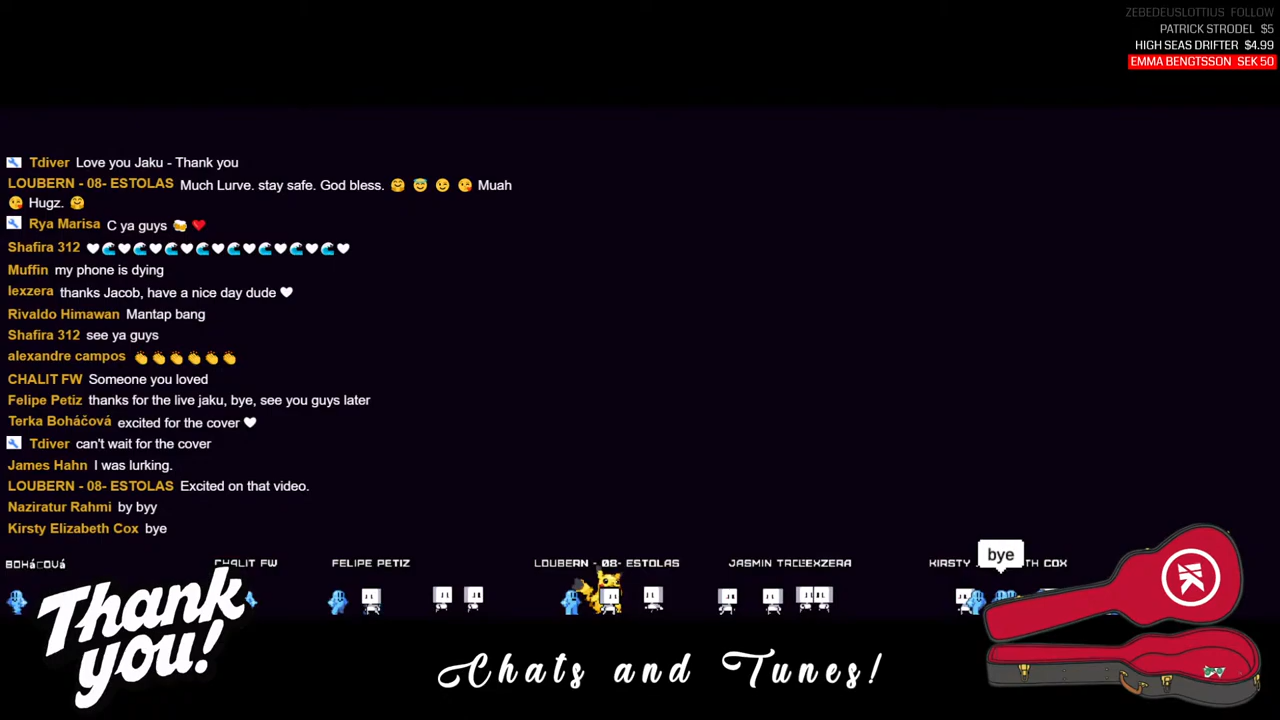 ZEBEDEUSLOTTIUS FOLLOW
PATRICK STRODEL $5
HIGH SEAS DRIFTER $4.99
EMMA BENGTSSON SEK 50
Tdiver Love you Jaku - Thank you
LOUBERN - 08- ESTOLAS Much Lurve. stay safe. God bless. 🤗 😇 😉 😘 Muah
😘 Hugz. 🤗
Rya Marisa C ya guys 🍻 ❤️
Shafira 312 🤍🌊🤍🌊🤍🌊🤍🌊🤍🌊🤍🌊🤍🌊🤍🌊🤍
Muffin my phone is dying
lexzera thanks Jacob, have a nice day dude 🤍
Rivaldo Himawan Mantap bang
Shafira 312 see ya guys
alexandre campos 👏👏👏👏👏👏
CHALIT FW Someone you loved
Felipe Petiz thanks for the live jaku, bye, see you guys later
Terka Boháčová excited for the cover 🤍
Tdiver can't wait for the cover
James Hahn I was lurking.
LOUBERN - 08- ESTOLAS Excited on that video.
Naziratur Rahmi by byy
Kirsty Elizabeth Cox bye
bye
BOHÁČOVÁ CHALIT FW FELIPE PETIZ LOUBERN - 08- ESTOLAS JASMIN EXZERA KIRSTY TH COX
Thank
you!
Chats and Tunes!